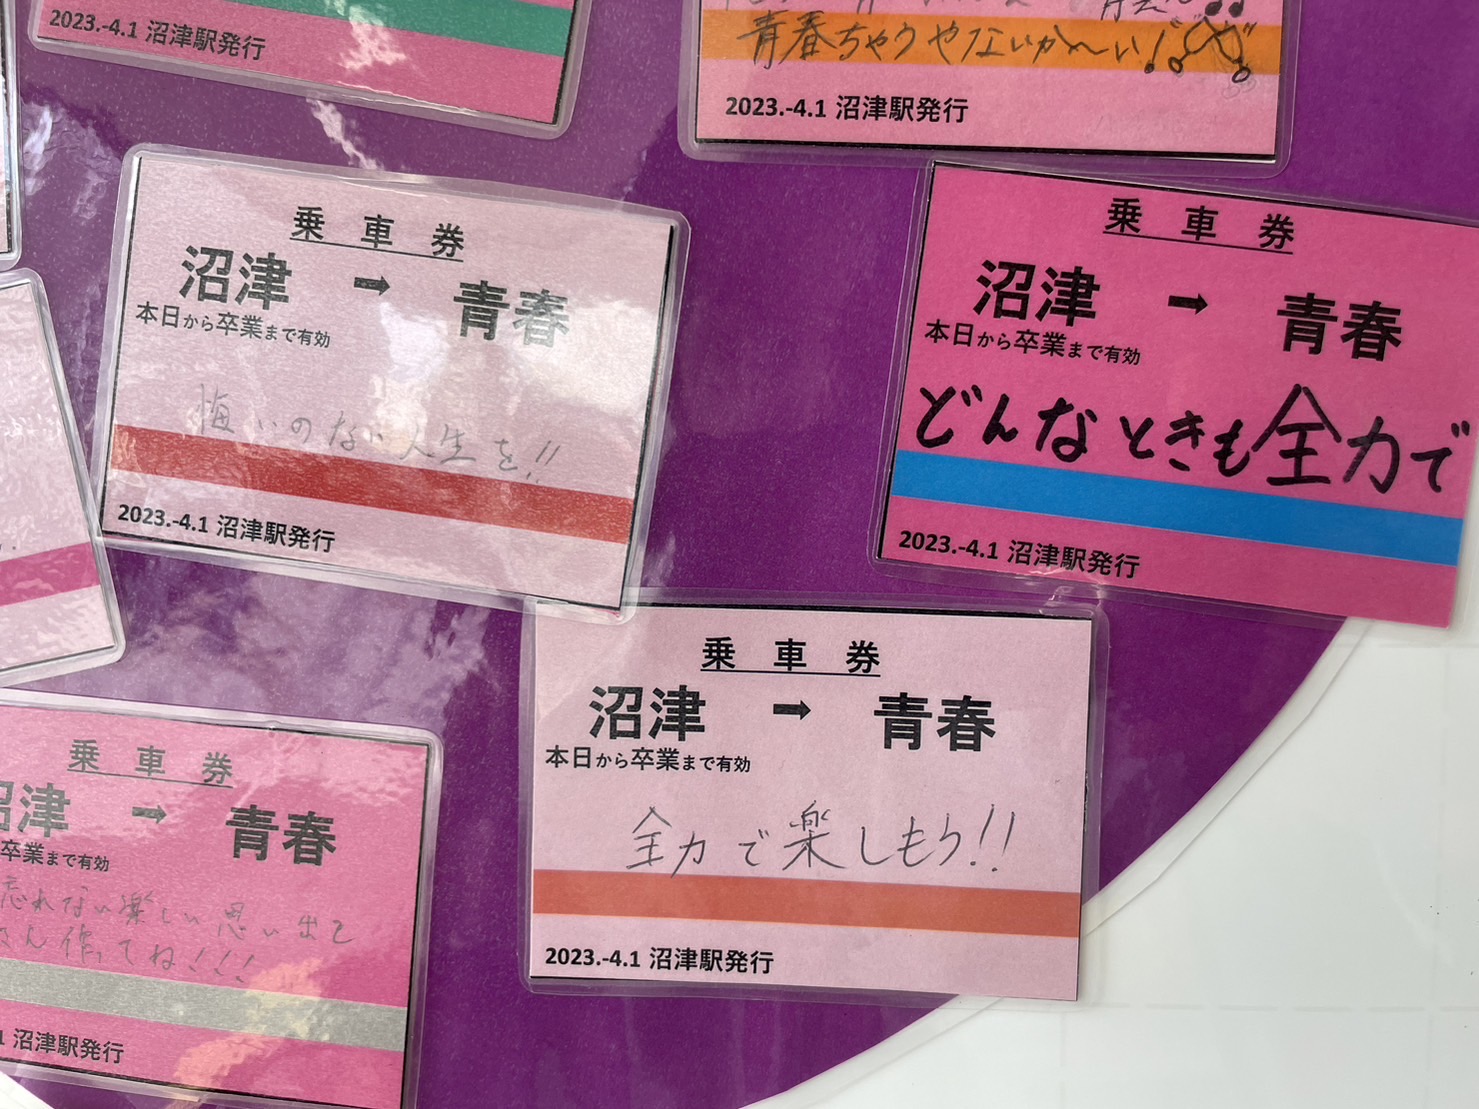 2023.-4.1 沼津駅発行
青春ちゃうやないか〜い!
2023.-4.1 沼津駅発行
乗車券
沼津 → 青春
本日から卒業まで有効
悔いのない人生を!!
2023.-4.1 沼津駅発行
乗車券
沼津 → 青春
本日から卒業まで有効
どんなときも全力で
2023.-4.1 沼津駅発行
乗車券
沼津 → 青春
本日から卒業まで有効
全力で楽しもう!!
2023.-4.1 沼津駅発行
乗車券
沼津 → 青春
卒業まで有効
忘れない楽しい思い出を
さん作ってね!!!
1 沼津駅発行